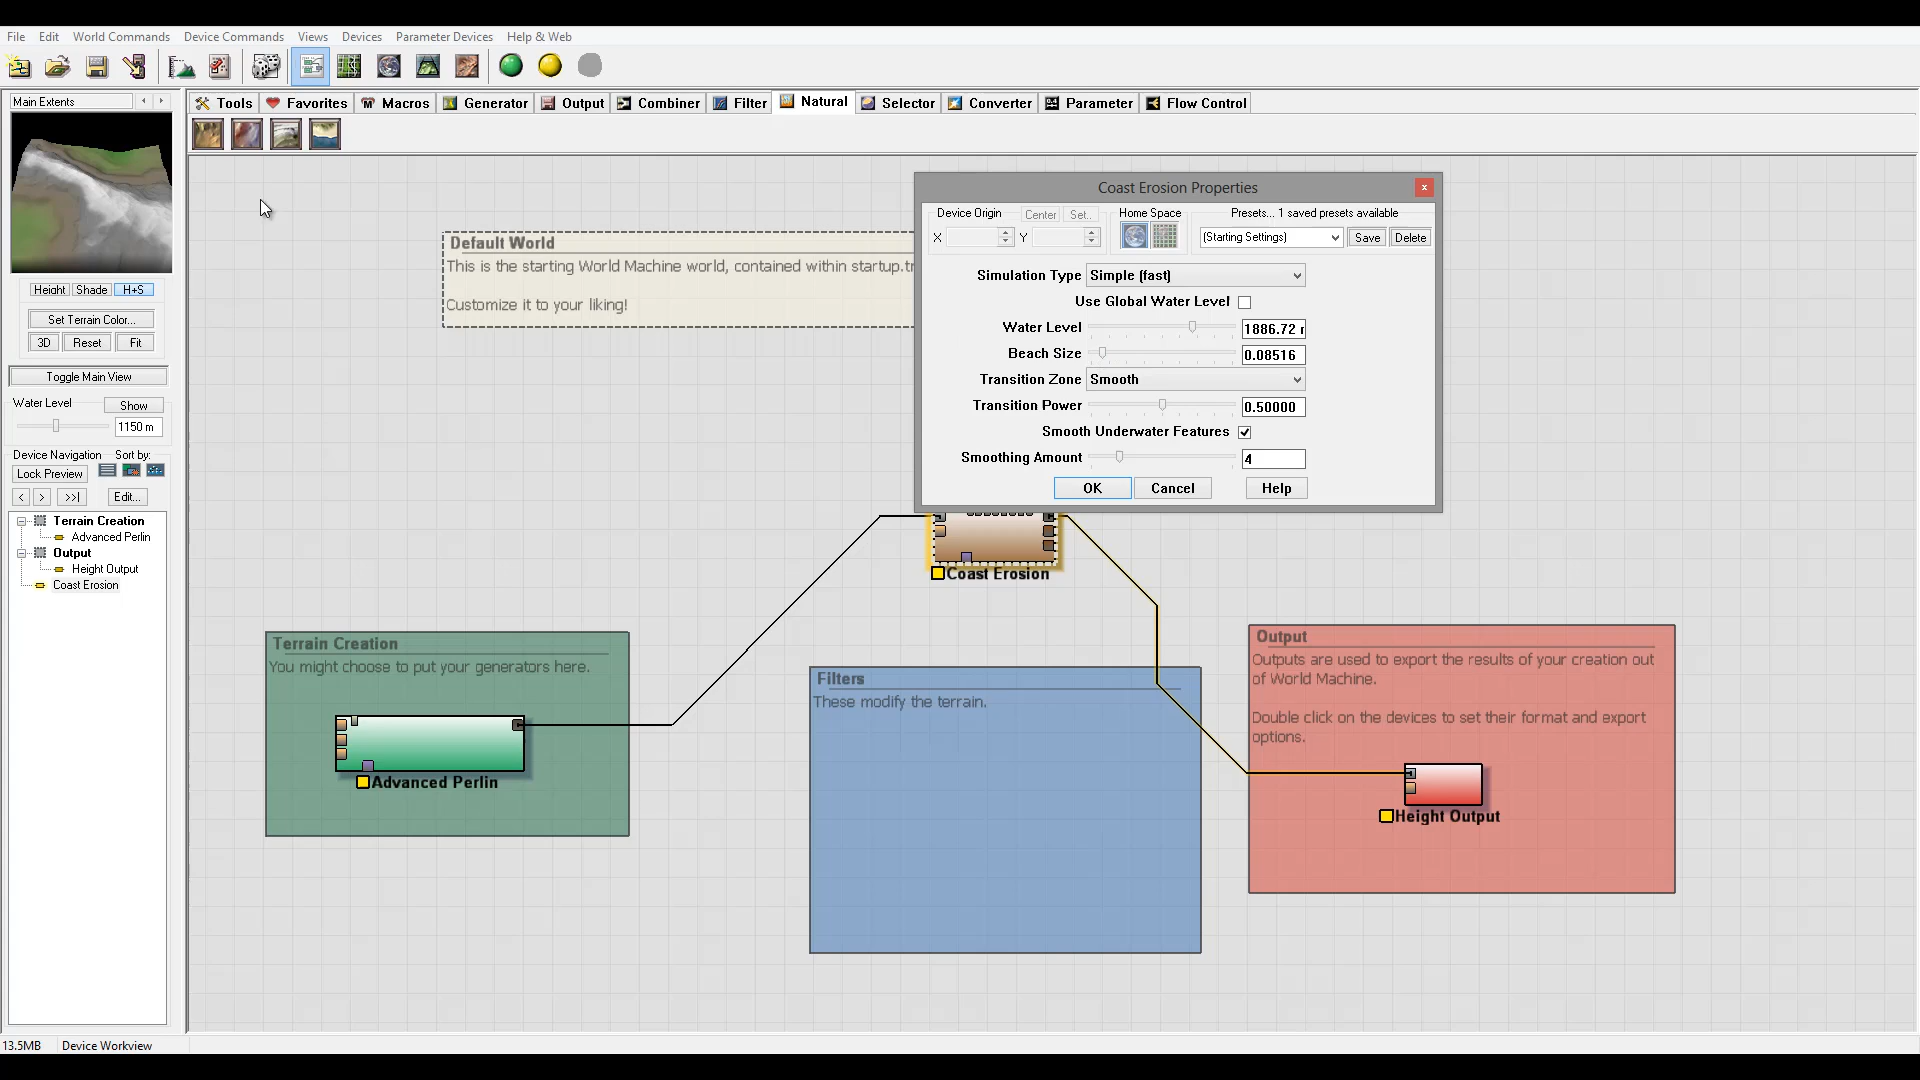 File Edit World Commands Device Commands Views Devices Parameter Devices Help & Web
Main Extents
Tools Favorites Macros Generator Output Combiner Filter Natural Selector Converter Parameter Flow Control
Height Shade H+S
Set Terrain Color...
3D Reset Fit
Toggle Main View
Water Level Show
1150 m
Device Navigation Sort by:
Lock Preview
< > >>| Edit...
Terrain Creation
Advanced Perlin
Output
Height Output
Coast Erosion
Default World
This is the starting World Machine world, contained within startup.
Customize it to your liking!
Coast Erosion Properties
Device Origin Center Set.. Home Space Presets... 1 saved presets available
X Y (Starting Settings) Save Delete
Simulation Type Simple (fast)
Use Global Water Level
Water Level 1886.72
Beach Size 0.08516
Transition Zone Smooth
Transition Power 0.50000
Smooth Underwater Features
Smoothing Amount 4
OK Cancel Help
Coast Erosion
Terrain Creation
You might choose to put your generators here.
Advanced Perlin
Filters
These modify the terrain.
Output
Outputs are used to export the results of your creation out
of World Machine.
Double click on the devices to set their format and export
options.
Height Output
13.5MB Device Workview